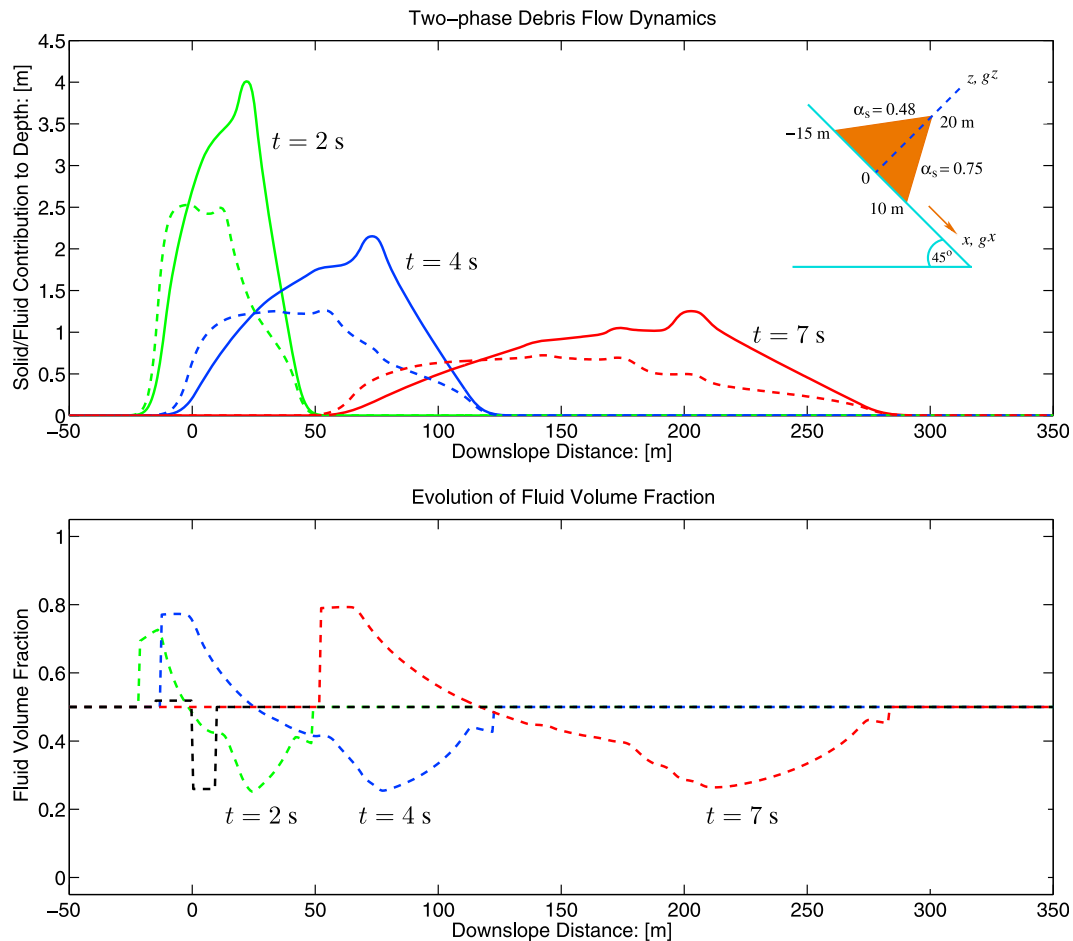 Two−phase Debris Flow Dynamics
Solid/Fluid Contribution to Depth: [m]
4.5
4
3.5
3
2.5
2
1.5
1
0.5
0
t = 2 s
t = 4 s
t = 7 s
z, g^z
α_s = 0.48
20 m
−15 m
α_s = 0.75
0
10 m
x, g^x
45°
−50 0 50 100 150 200 250 300 350
Downslope Distance: [m]
Evolution of Fluid Volume Fraction
Fluid Volume Fraction
1
0.8
0.6
0.4
0.2
0
t = 2 s t = 4 s t = 7 s
−50 0 50 100 150 200 250 300 350
Downslope Distance: [m]